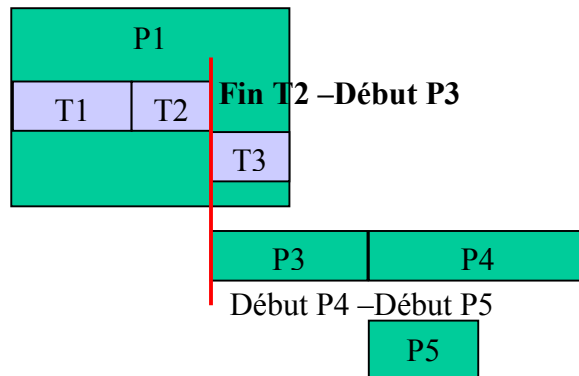 P1
Fin T2 –Début P3
T1 T2
T3
P3 P4
Début P4 –Début P5
P5